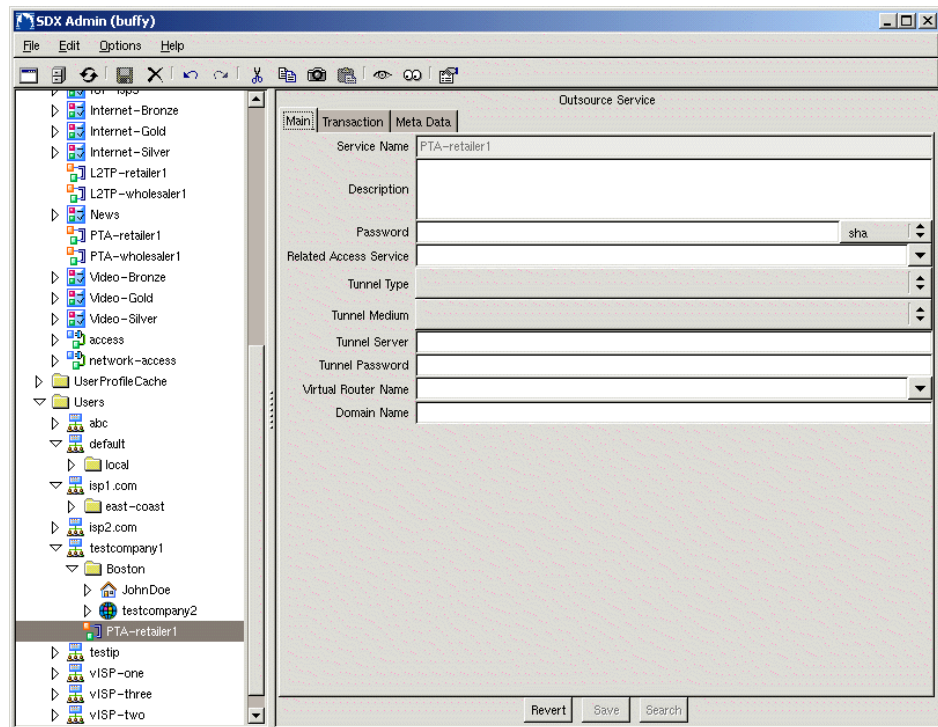 SDX Admin (buffy)
File Edit Options Help
Internet-Bronze
Internet-Gold
Internet-Silver
L2TP-retailer1
L2TP-wholesaler1
News
PTA-retailer1
PTA-wholesaler1
Video-Bronze
Video-Gold
Video-Silver
access
network-access
UserProfileCache
Users
abc
default
local
isp1.com
east-coast
isp2.com
testcompany1
Boston
JohnDoe
testcompany2
PTA-retailer1
testip
vISP-one
vISP-three
vISP-two
Outsource Service
Main Transaction Meta Data
Service Name PTA-retailer1
Description
Password sha
Related Access Service
Tunnel Type
Tunnel Medium
Tunnel Server
Tunnel Password
Virtual Router Name
Domain Name
Revert Save Search